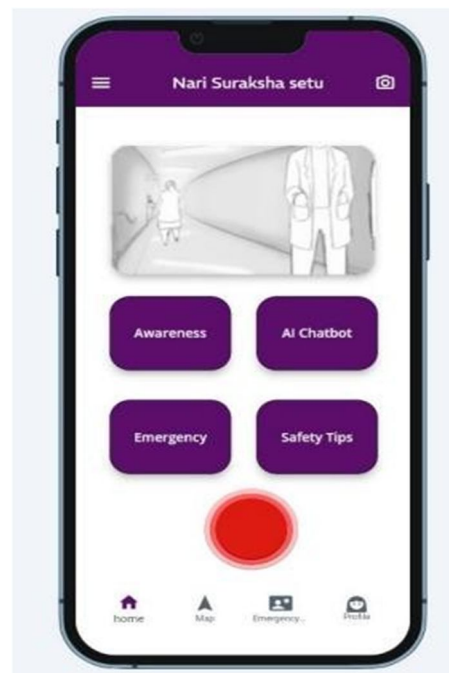 Nari Suraksha setu
Awareness
AI Chatbot
Emergency
Safety Tips
home
Map
Emergency...
Profile